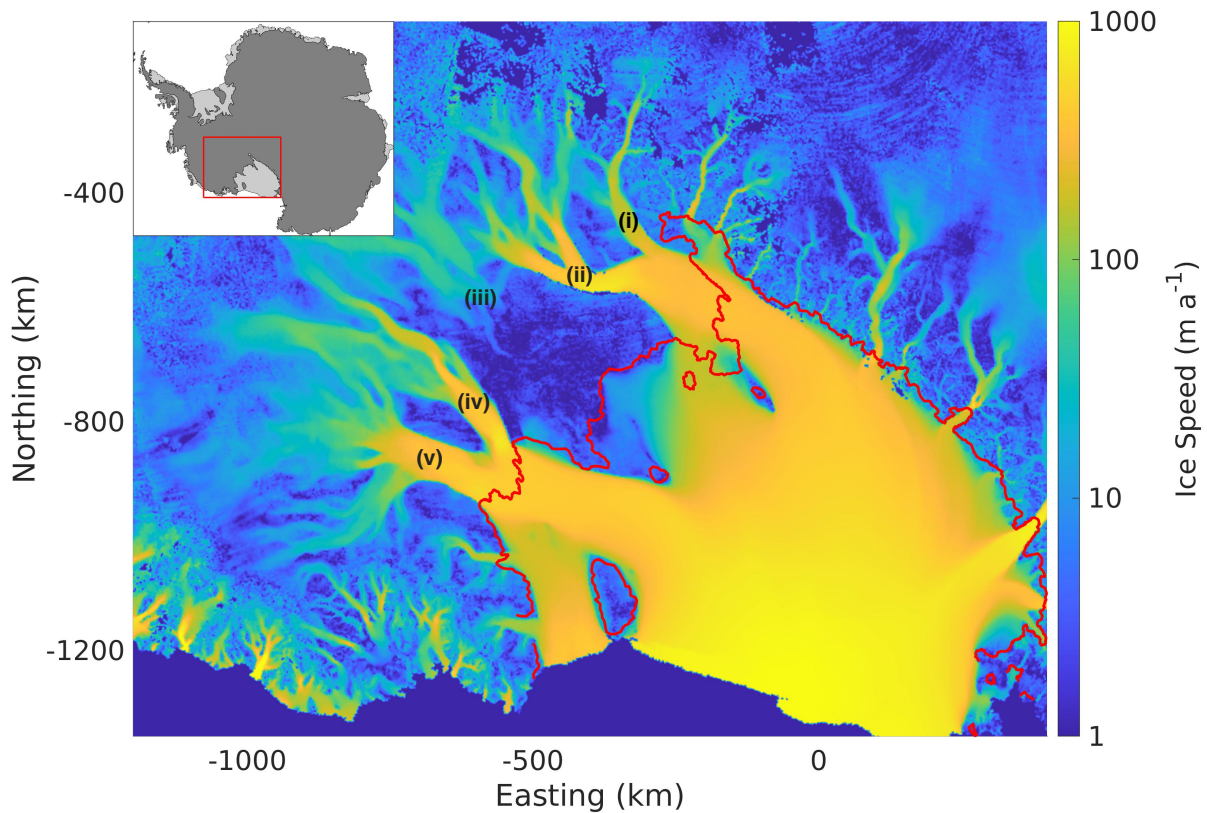 1000
100
10
1
Ice Speed (m a-1)
-400
-800
-1200
Northing (km)
(i)
(ii)
(iii)
(iv)
(v)
-1000
-500
0
Easting (km)